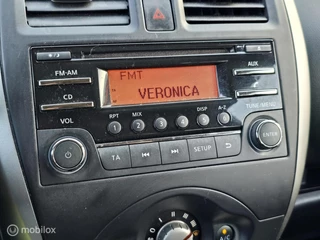 FMT
VERONICA
FM-AM
CD
VOL
AUX
TUNE-MENU
RPT MIX DISP A-Z
1 2 3 4 5 6
TA SETUP
ENTER
mobilox